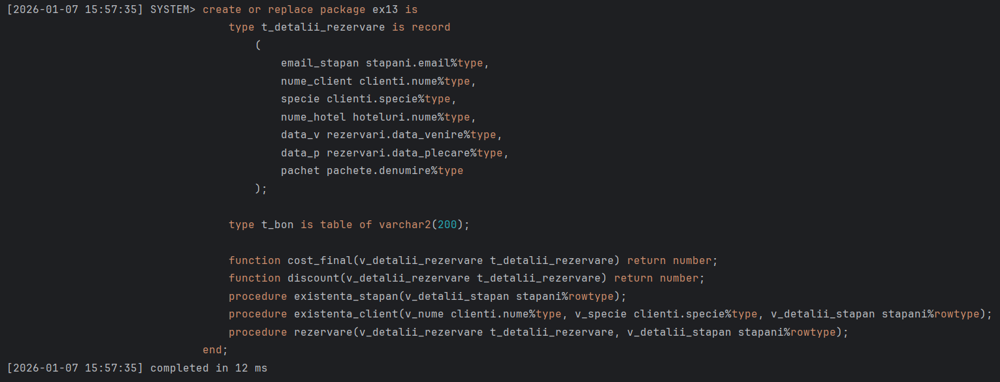 [2026-01-07 15:57:35] SYSTEM> create or replace package ex13 is
type t_detalii_rezervare is record
(
email_stapan stapani.email%type,
nume_client clienti.nume%type,
specie clienti.specie%type,
nume_hotel hoteluri.nume%type,
data_v rezervari.data_venire%type,
data_p rezervari.data_plecare%type,
pachet pachete.denumire%type
);
type t_bon is table of varchar2(200);
function cost_final(v_detalii_rezervare t_detalii_rezervare) return number;
function discount(v_detalii_rezervare t_detalii_rezervare) return number;
procedure existenta_stapan(v_detalii_stapan stapani%rowtype);
procedure existenta_client(v_nume clienti.nume%type, v_specie clienti.specie%type, v_detalii_stapan stapani%rowtype);
procedure rezervare(v_detalii_rezervare t_detalii_rezervare, v_detalii_stapan stapani%rowtype);
end;
[2026-01-07 15:57:35] completed in 12 ms